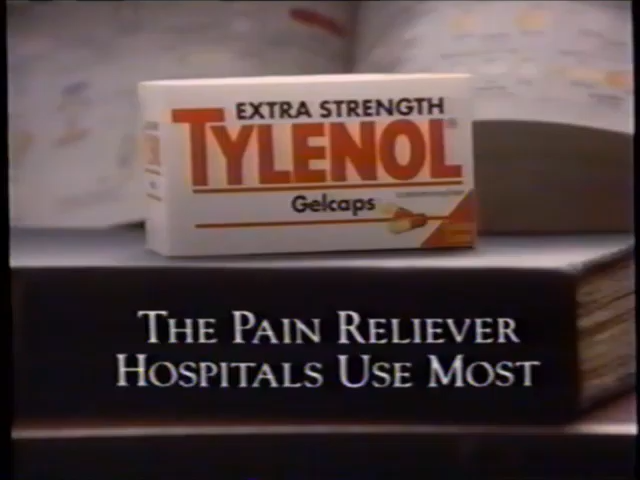 EXTRA STRENGTH
TYLENOL®
Gelcaps
THE PAIN RELIEVER
HOSPITALS USE MOST